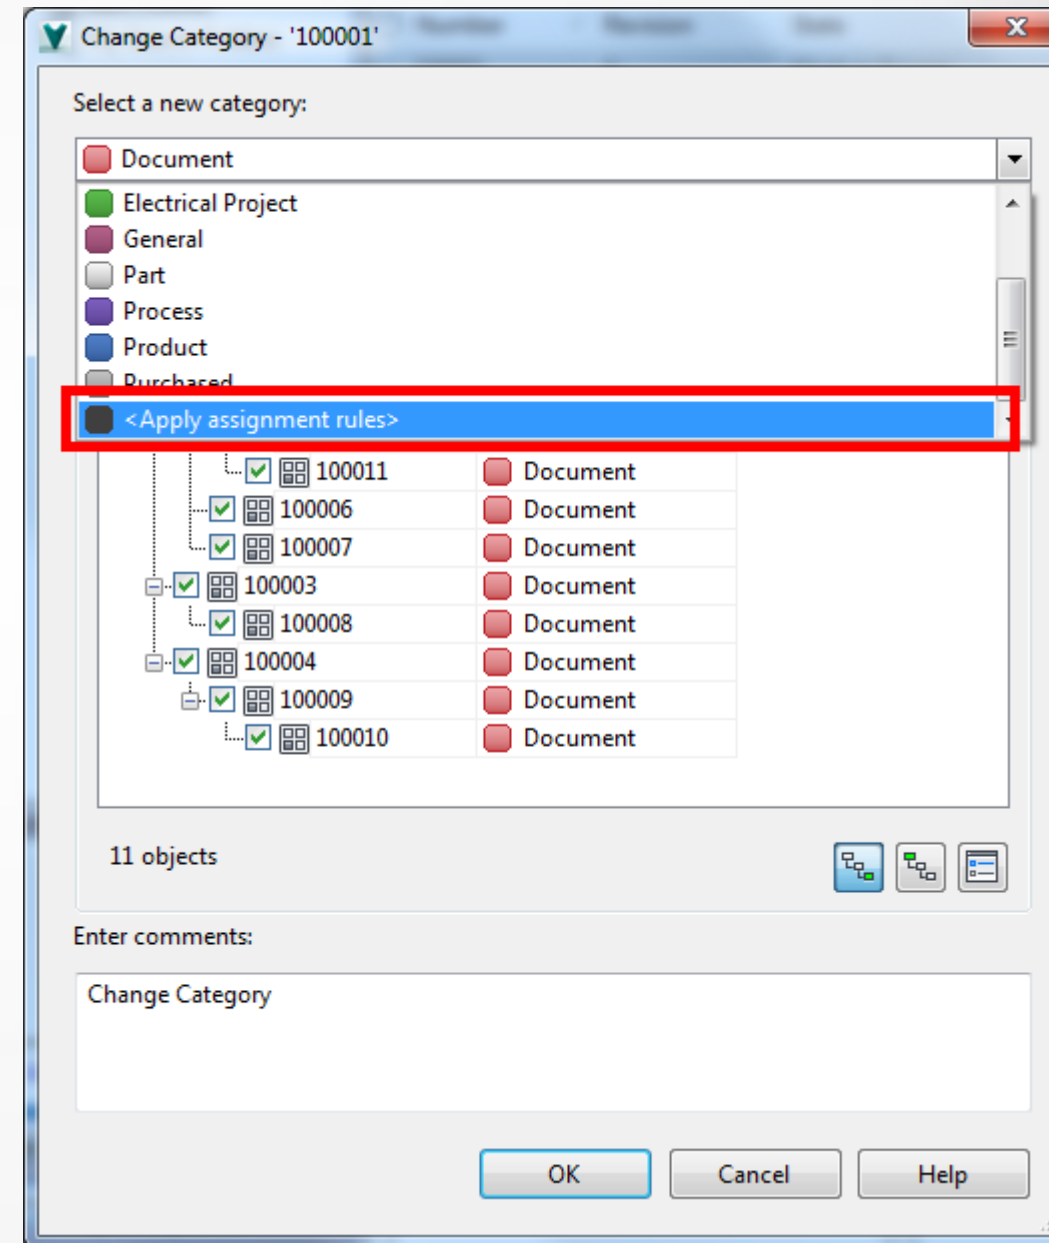 Change Category - '100001'
Select a new category:
Document
Electrical Project
General
Part
Process
Product
Purchased
<Apply assignment rules>
100011 Document
100006 Document
100007 Document
100003 Document
100008 Document
100004 Document
100009 Document
100010 Document
11 objects
Enter comments:
Change Category
OK Cancel Help